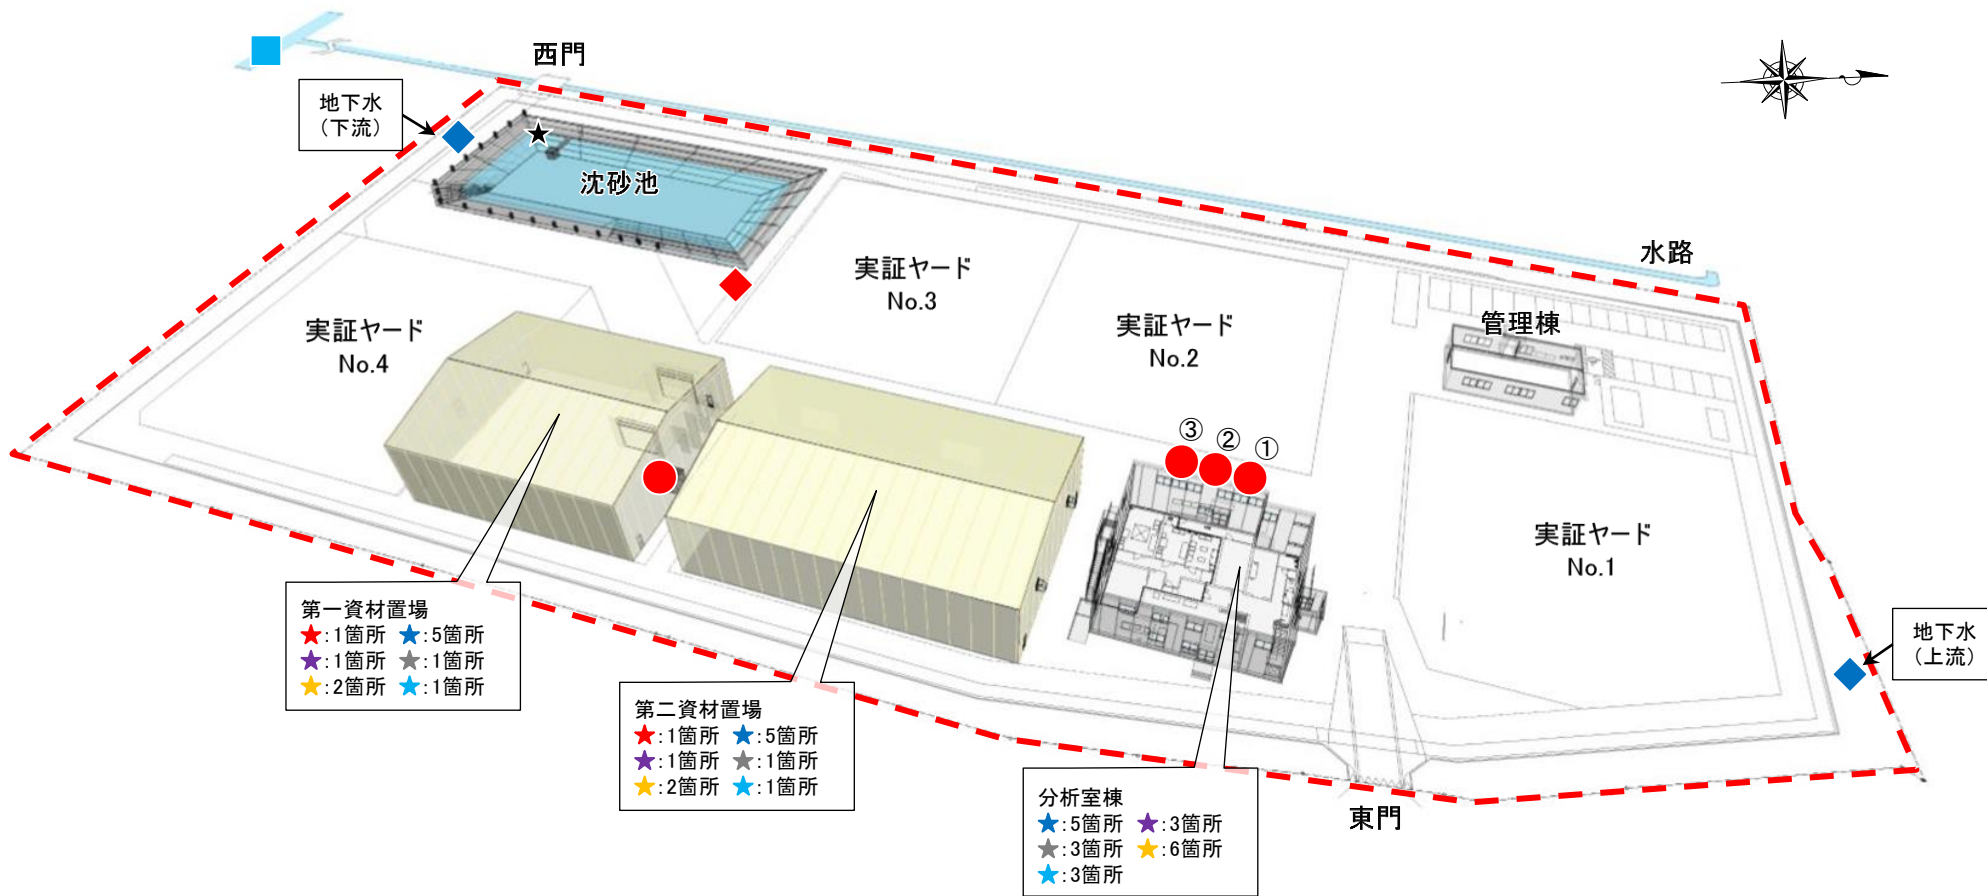 西門
地下水
（下流）
沈砂池
水路
実証ヤード
No.3
実証ヤード
No.2
管理棟
実証ヤード
No.4
③
②
①
実証ヤード
No.1
地下水
（上流）
第一資材置場
★:1箇所 ★:5箇所
★:1箇所 ★:1箇所
★:2箇所 ★:1箇所
第二資材置場
★:1箇所 ★:5箇所
★:1箇所 ★:1箇所
★:2箇所 ★:1箇所
分析室棟
★:5箇所 ★:3箇所
★:3箇所 ★:6箇所
★:3箇所
東門